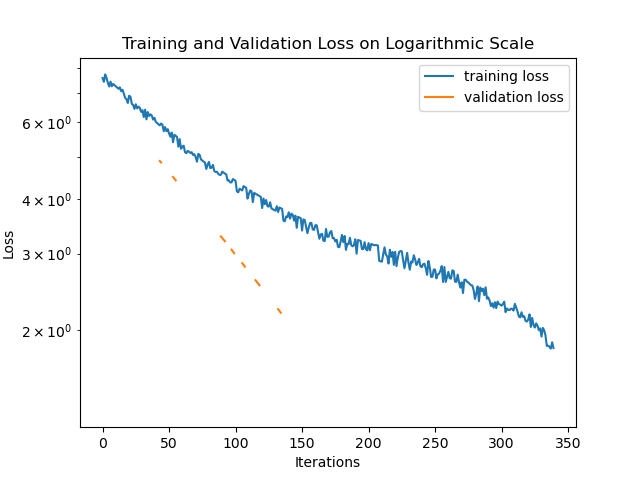 Training and Validation Loss on Logarithmic Scale
training loss
validation loss
6 × 10⁰
4 × 10⁰
3 × 10⁰
2 × 10⁰
Loss
0 50 100 150 200 250 300 350
Iterations